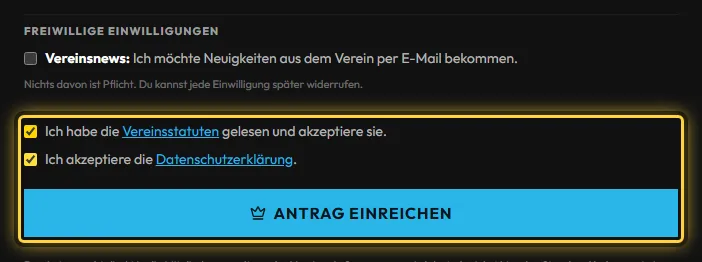 FREIWILLIGE EINWILLIGUNGEN
Vereinsnews: Ich möchte Neuigkeiten aus dem Verein per E-Mail bekommen.
Nichts davon ist Pflicht. Du kannst jede Einwilligung später widerrufen.
Ich habe die Vereinsstatuten gelesen und akzeptiere sie.
Ich akzeptiere die Datenschutzerklärung.
ANTRAG EINREICHEN